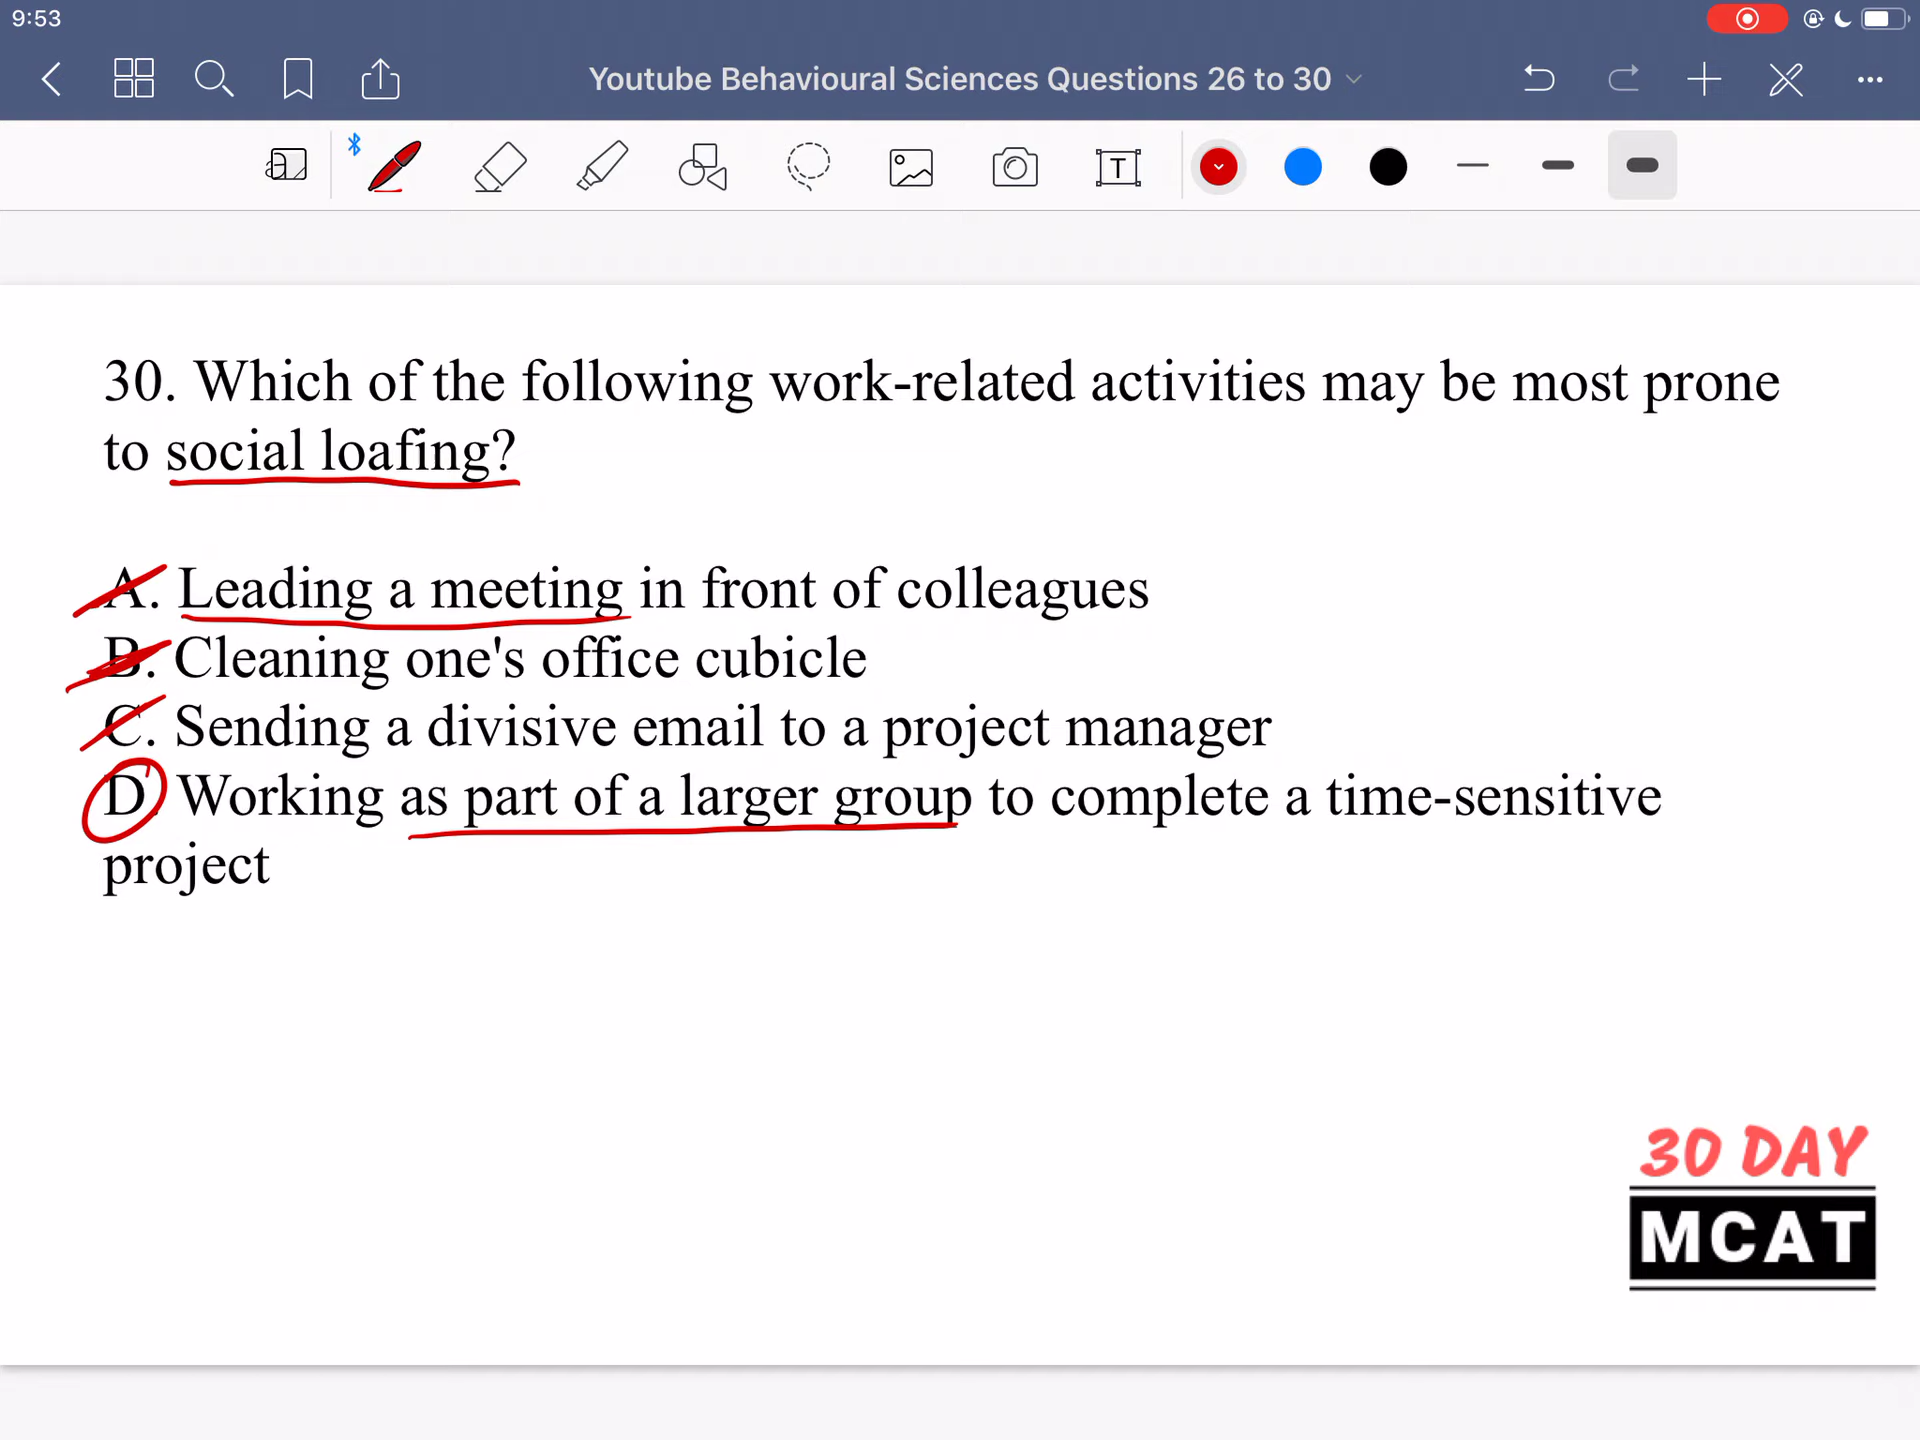 9:53
Youtube Behavioural Sciences Questions 26 to 30
T
30. Which of the following work-related activities may be most prone
to social loafing?
A. Leading a meeting in front of colleagues
B. Cleaning one's office cubicle
C. Sending a divisive email to a project manager
D. Working as part of a larger group to complete a time-sensitive
project
30 DAY
MCAT